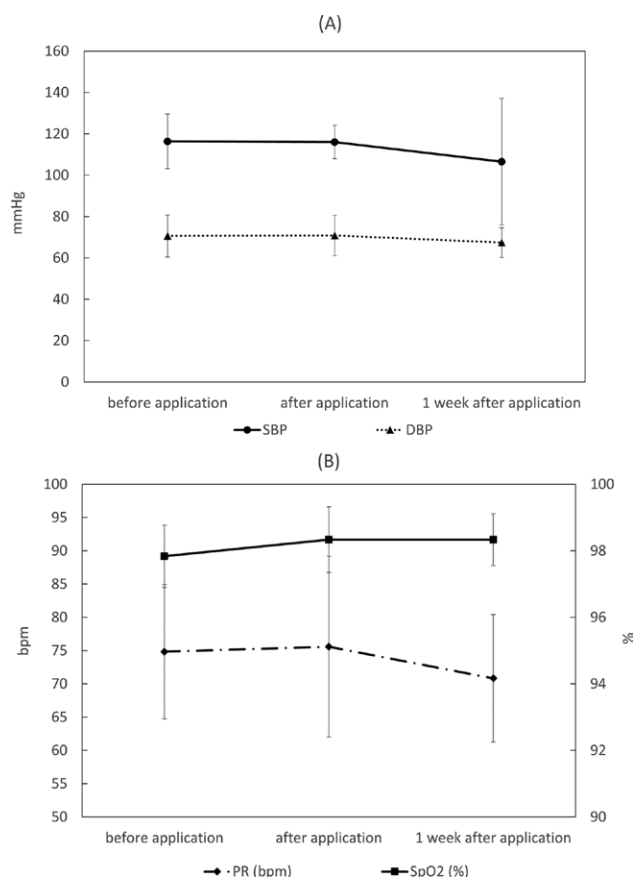 (A)
160
140
120
100
80
60
40
20
0
mmHg
before application after application 1 week after application
SBP DBP
(B)
100 100
95
90 98
85
80 96
75
70 94
65
60 92
55
50 90
bpm %
before application after application 1 week after application
PR (bpm) SpO2 (%)